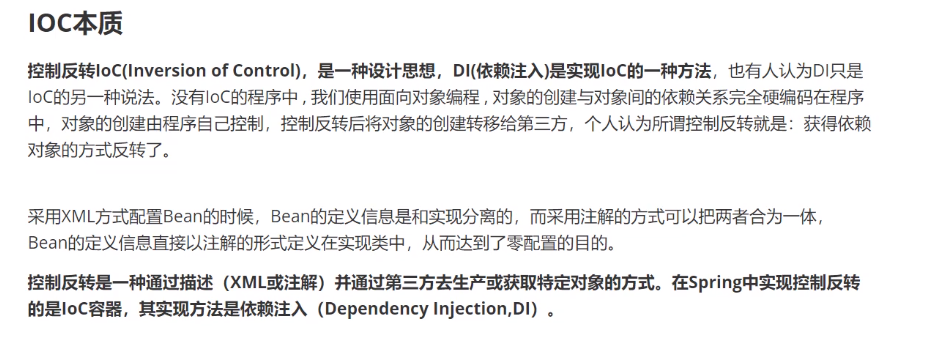 IOC本质
控制反转IoC(Inversion of Control)，是一种设计思想，DI(依赖注入)是实现IoC的一种方法，也有人认为DI只是
IoC的另一种说法。没有IoC的程序中 , 我们使用面向对象编程 , 对象的创建与对象间的依赖关系完全硬编码在程序
中，对象的创建由程序自己控制，控制反转后将对象的创建转移给第三方，个人认为所谓控制反转就是：获得依赖
对象的方式反转了。
采用XML方式配置Bean的时候，Bean的定义信息是和实现分离的，而采用注解的方式可以把两者合为一体，
Bean的定义信息直接以注解的形式定义在实现类中，从而达到了零配置的目的。
控制反转是一种通过描述（XML或注解）并通过第三方去生产或获取特定对象的方式。在Spring中实现控制反转
的是IoC容器，其实现方法是依赖注入（Dependency Injection,DI）。